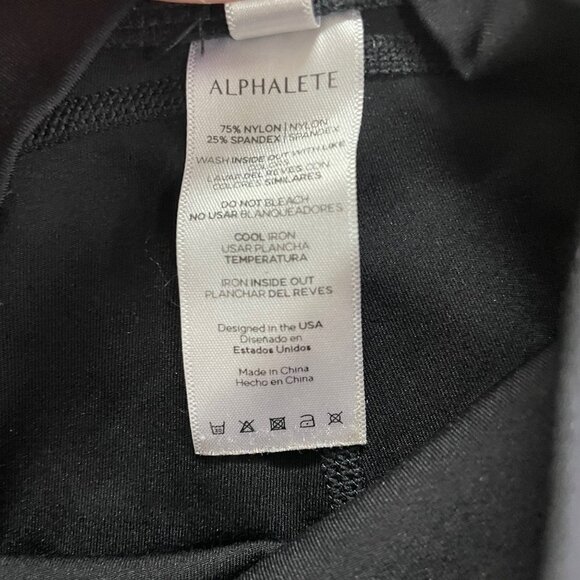 ALPHALETE
75% NYLON | NYLON
25% SPANDEX | SPANDEX
WASH INSIDE OUT WITH LIKE
COLORS
LAVAR DEL REVES CON
COLORES SIMILARES
DO NOT BLEACH
NO USAR BLANQUEADORES
COOL IRON
USAR PLANCHA
TEMPERATURA
IRON INSIDE OUT
PLANCHAR DEL REVES
Designed in the USA
Diseñado en
Estados Unidos
Made in China
Hecho en China